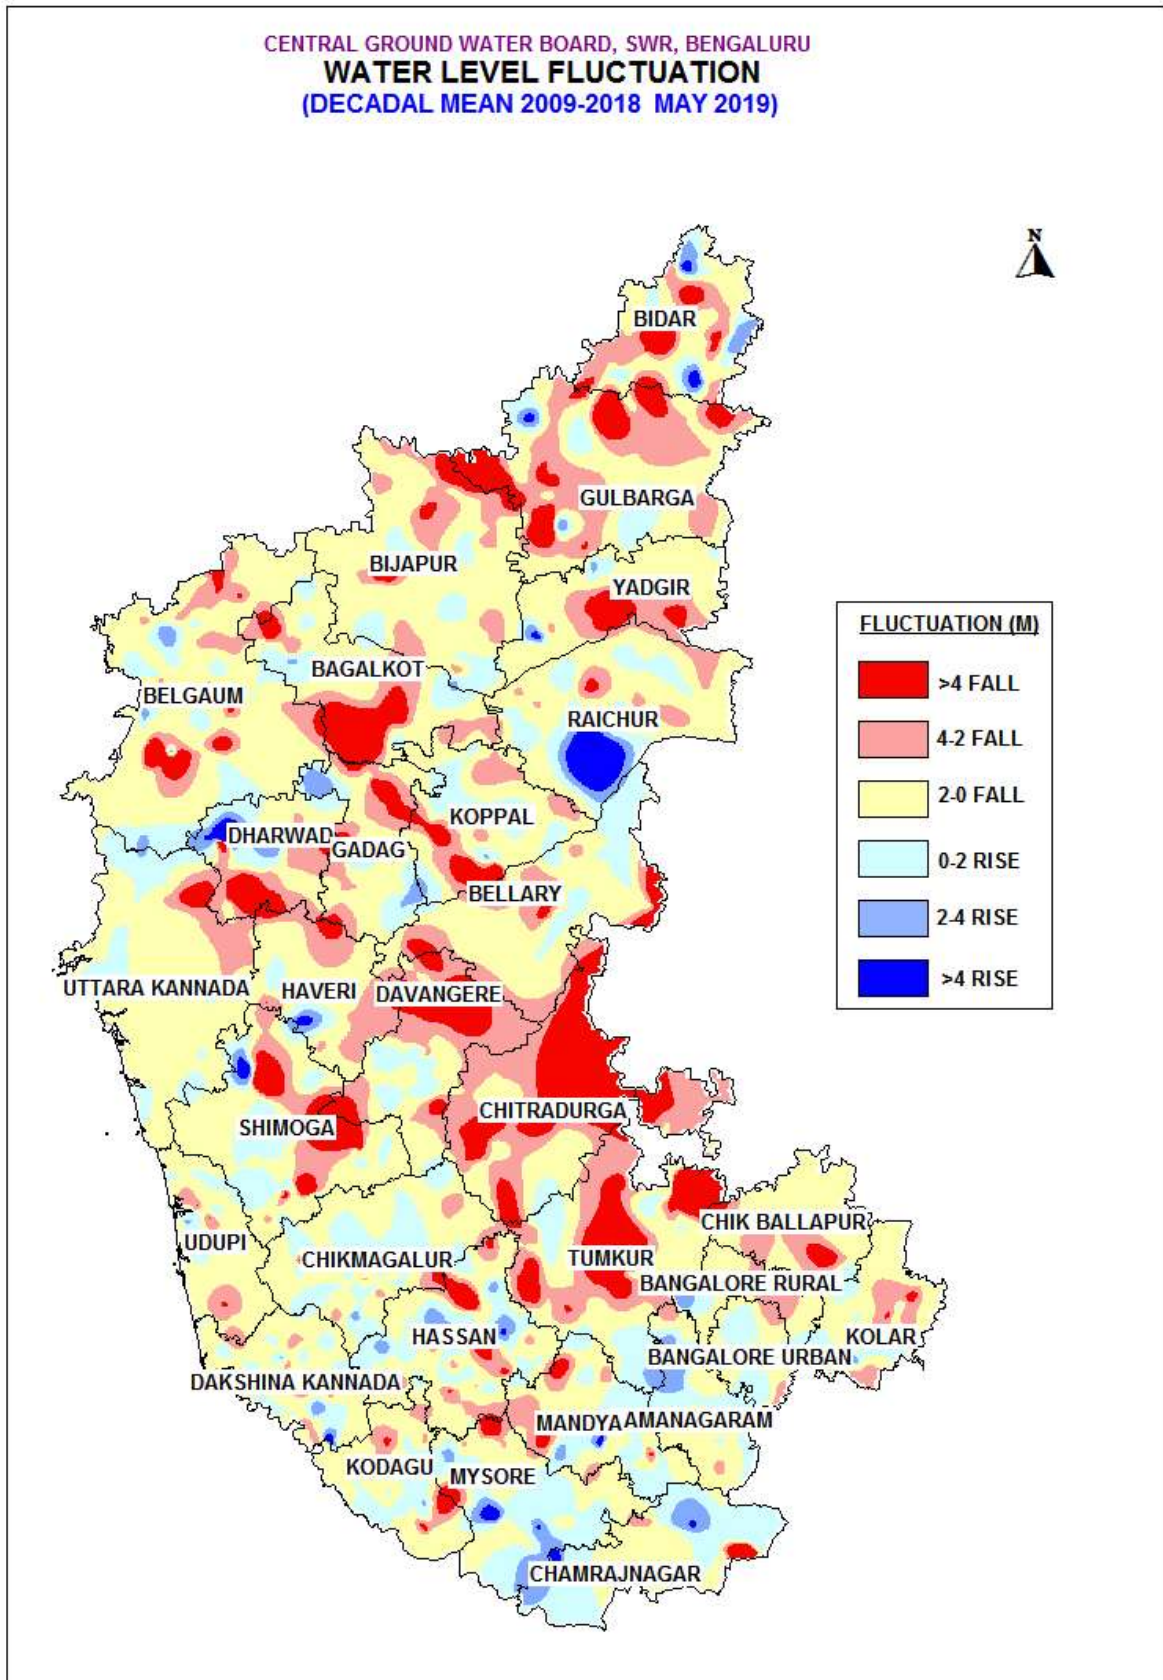 CENTRAL GROUND WATER BOARD, SWR, BENGALURU
WATER LEVEL FLUCTUATION
(DECADAL MEAN 2009-2018 MAY 2019)
N
BIDAR
GULBARGA
BIJAPUR
YADGIR
FLUCTUATION (M)
>4 FALL
4-2 FALL
2-0 FALL
0-2 RISE
2-4 RISE
>4 RISE
BAGALKOT
BELGAUM
RAICHUR
KOPPAL
DHARWAD
GADAG
BELLARY
UTTARA KANNADA
HAVERI
DAVANGERE
CHITRADURGA
SHIMOGA
CHIK BALLAPUR
UDUPI
CHIKMAGALUR
TUMKUR
BANGALORE RURAL
HASSAN
KOLAR
BANGALORE URBAN
DAKSHINA KANNADA
MANDYA
AMANAGARAM
KODAGU
MYSORE
CHAMRAJNAGAR